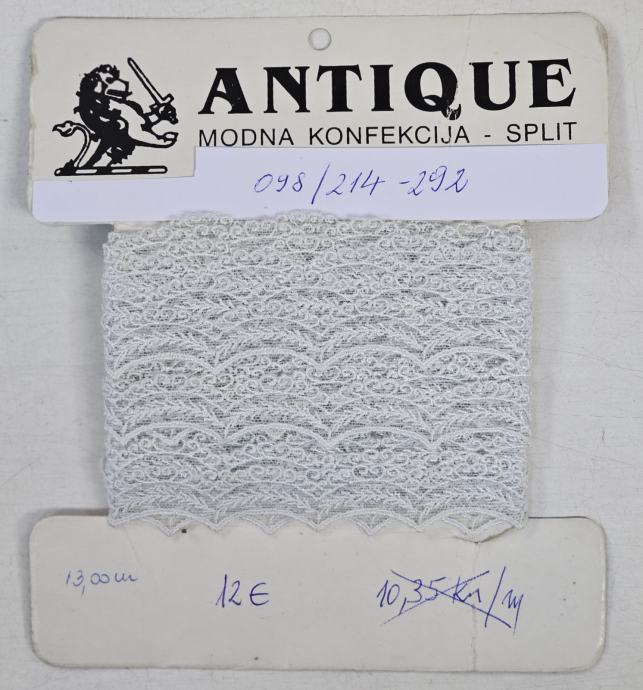 ANTIQUE
MODNA KONFEKCIJA - SPLIT
098/214-292
13,00m 12€ 10,35 Kn/m